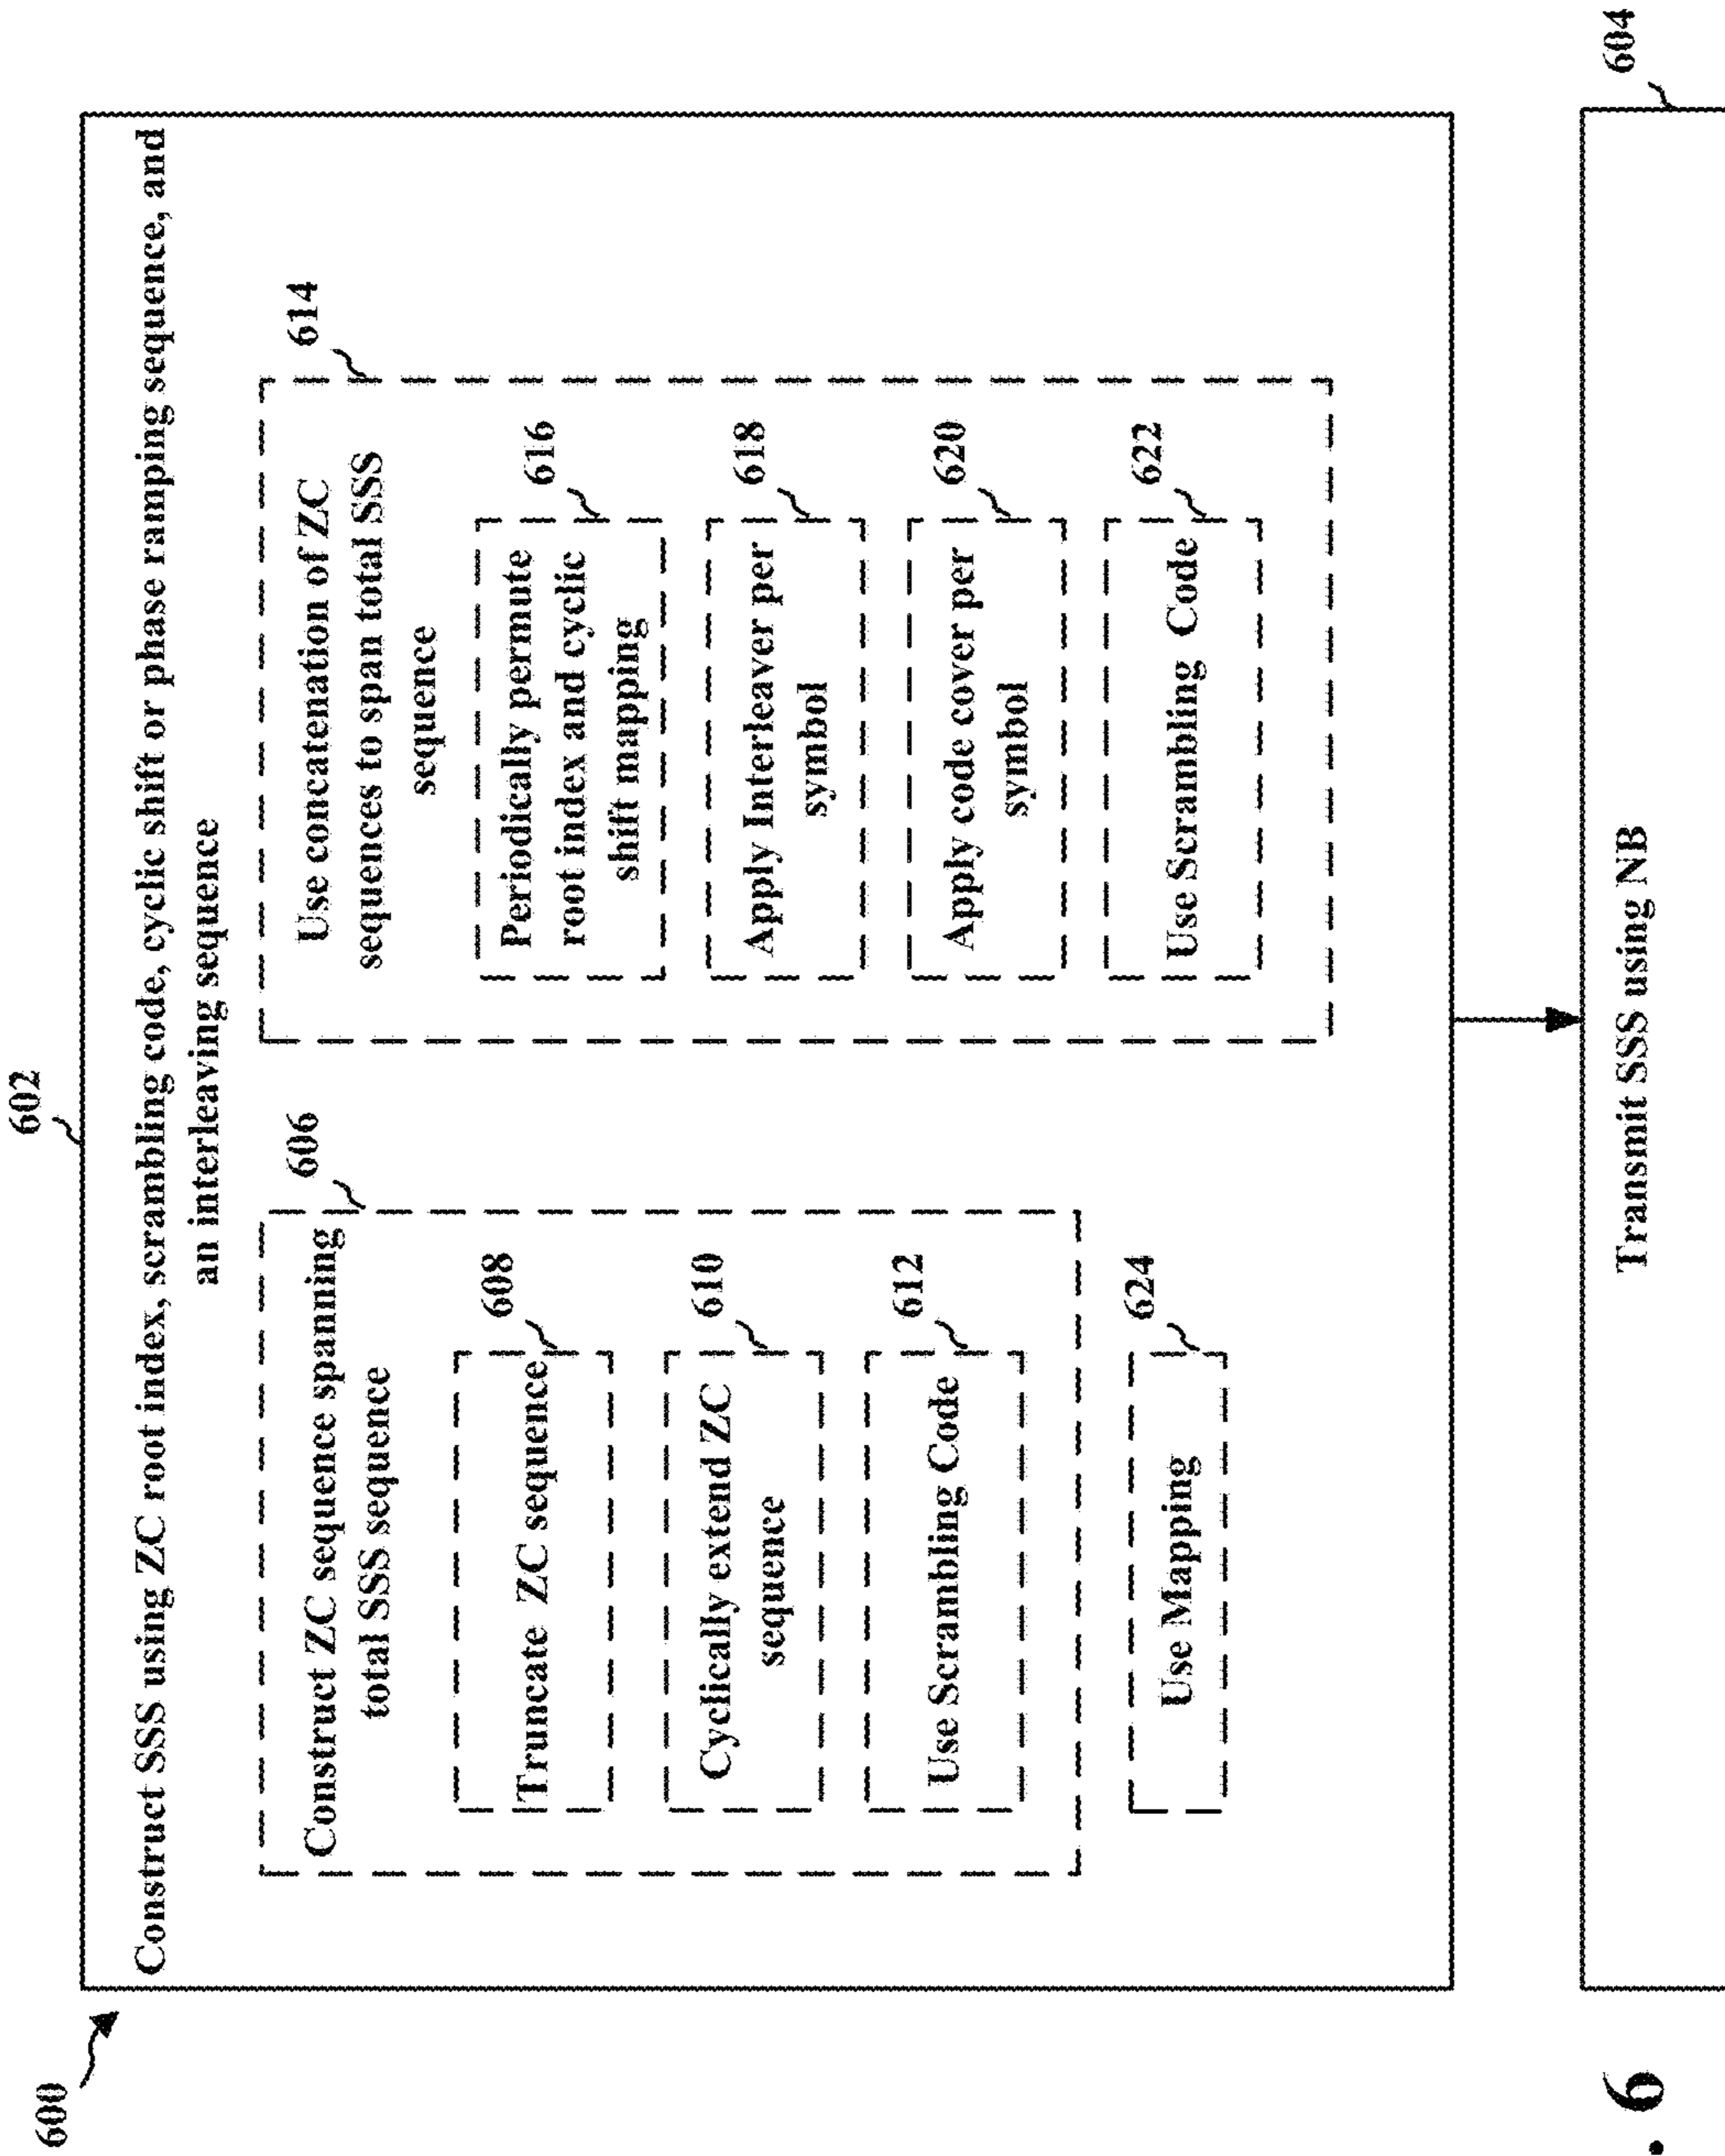 600
602
Construct SSS using ZC root index, scrambling code, cyclic shift or phase ramping sequence, and
an interleaving sequence
606
Construct ZC sequence spanning
total SSS sequence
608
Truncate ZC sequence
610
Cyclically extend ZC
sequence
612
Use Scrambling Code
624
Use Mapping
614
Use concatenation of ZC
sequences to span total SSS
sequence
616
Periodically permute
root index and cyclic
shift mapping
618
Apply Interleaver per
symbol
620
Apply code cover per
symbol
622
Use Scrambling Code
604
Transmit SSS using NB
. 6